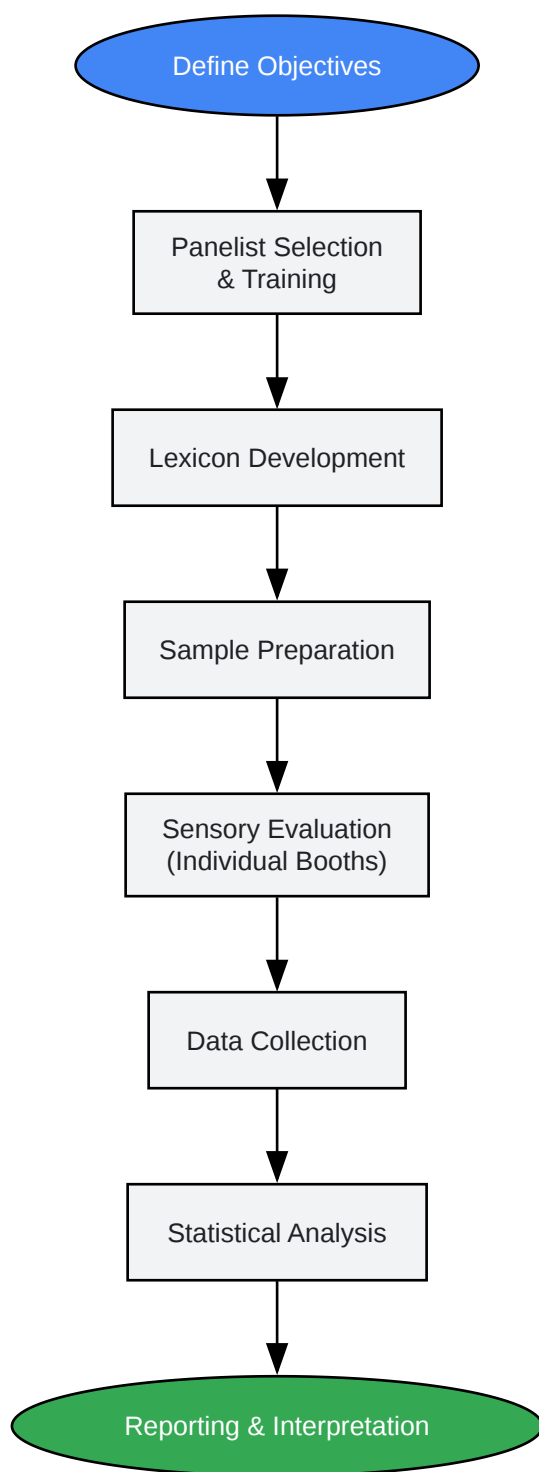 Define Objectives
Panelist Selection
& Training
Lexicon Development
Sample Preparation
Sensory Evaluation
(Individual Booths)
Data Collection
Statistical Analysis
Reporting & Interpretation